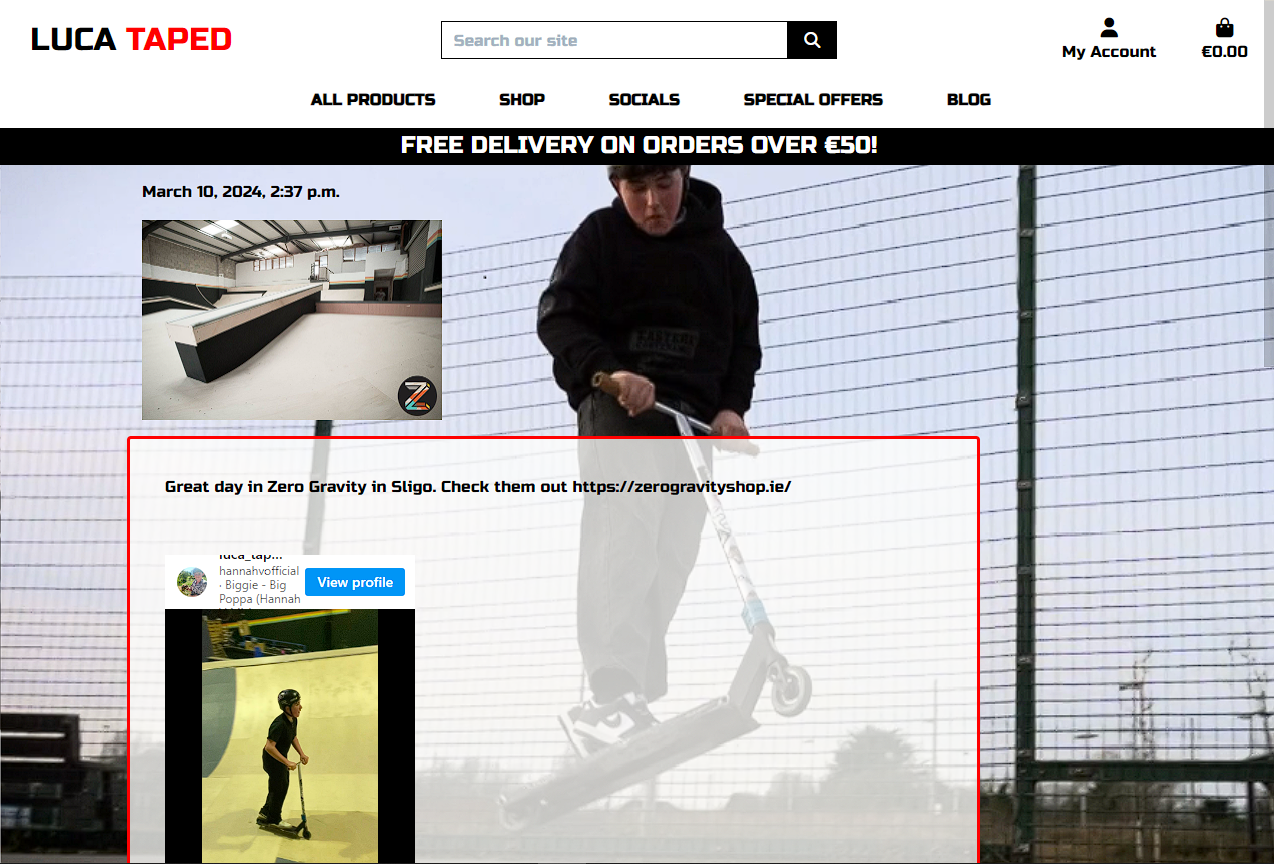 LUCA TAPED
Search our site
My Account
€0.00
ALL PRODUCTS
SHOP
SOCIALS
SPECIAL OFFERS
BLOG
FREE DELIVERY ON ORDERS OVER €50!
March 10, 2024, 2:37 p.m.
Z
Great day in Zero Gravity in Sligo. Check them out https://zerogravityshop.ie/
luca_tap...
hannahvofficial
· Biggie - Big
Poppa (Hannah
View profile